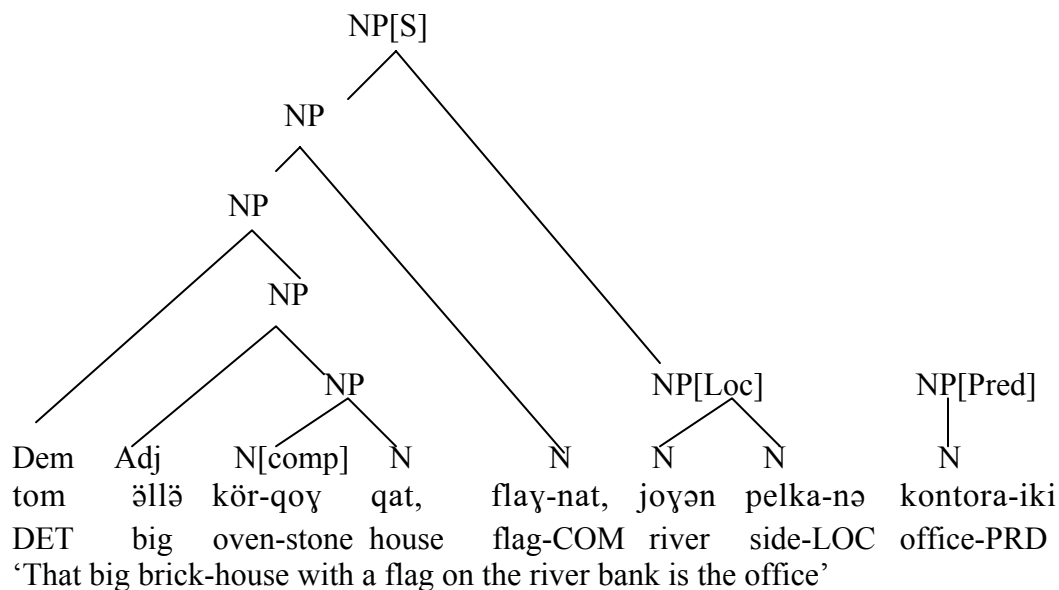 NP[S]
NP
NP
NP
NP NP[Loc] NP[Pred]
Dem Adj N[comp] N N N N N
tom ӛllӛ kör-qoɣ qat, flaɣ-nat, joɣən pelka-nə kontora-iki
DET big oven-stone house flag-COM river side-LOC office-PRD
‘That big brick-house with a flag on the river bank is the office’